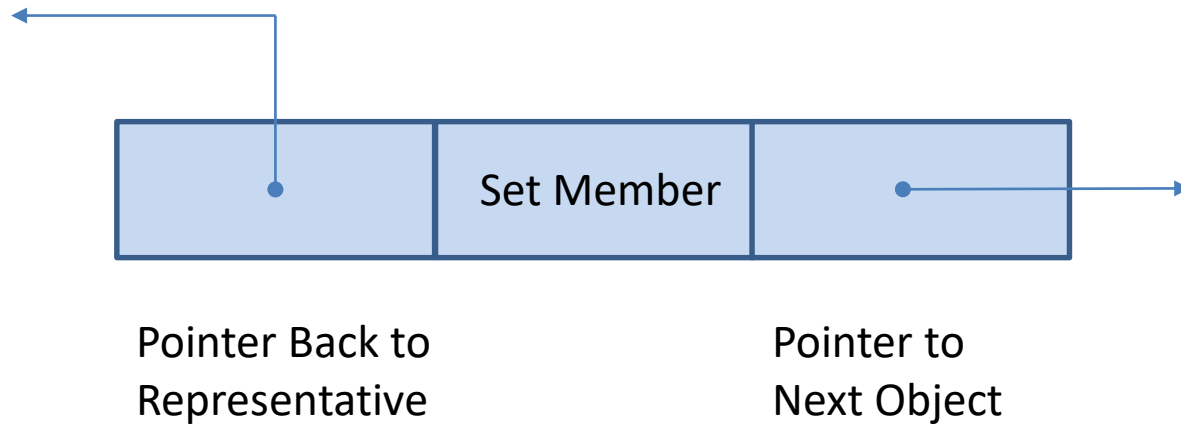 Set Member
Pointer Back to
Representative
Pointer to
Next Object